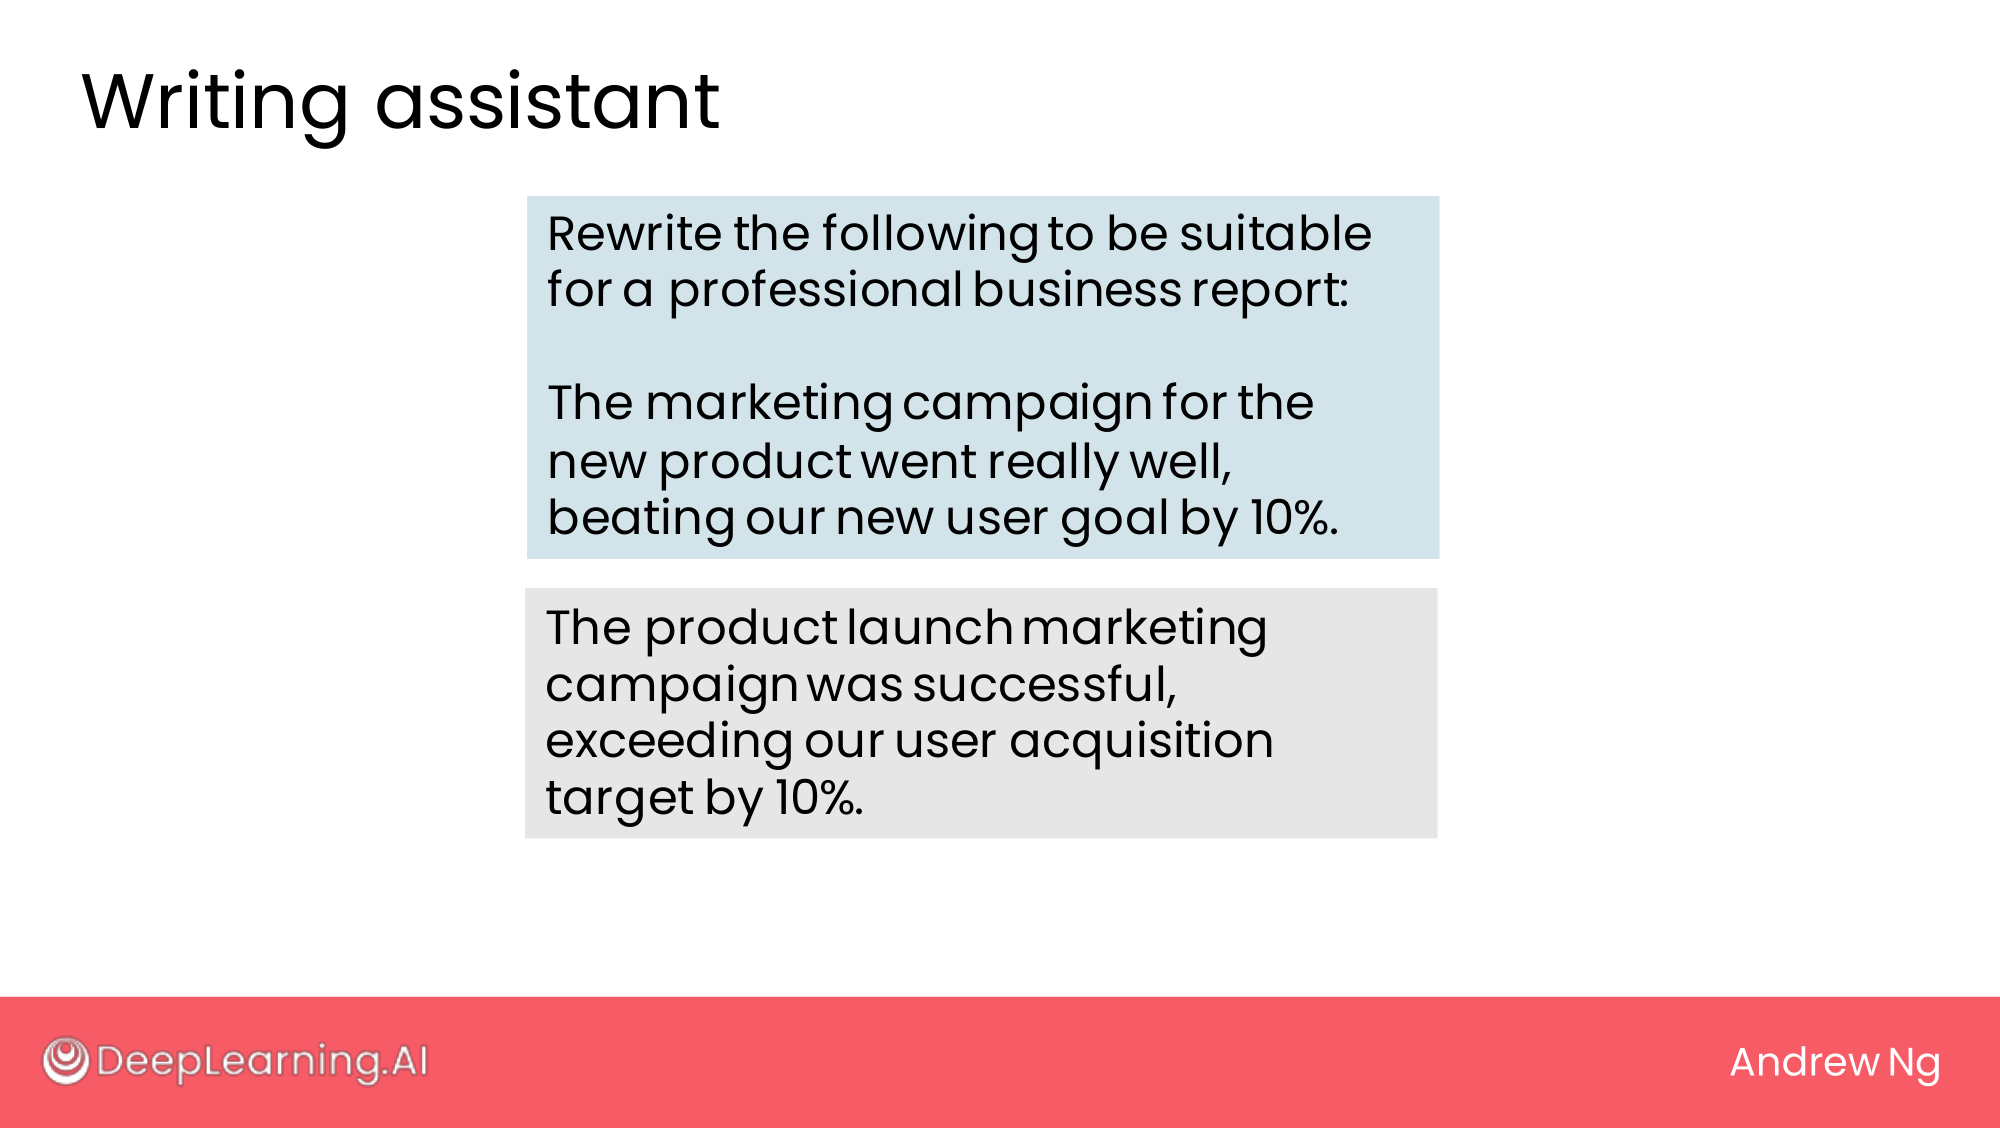 Writing assistant
Rewrite the following to be suitable
for a professional business report:
The marketing campaign for the
new product went really well,
beating our new user goal by 10%.
The product launch marketing
campaign was successful,
exceeding our user acquisition
target by 10%.
DeepLearning.AI
Andrew Ng